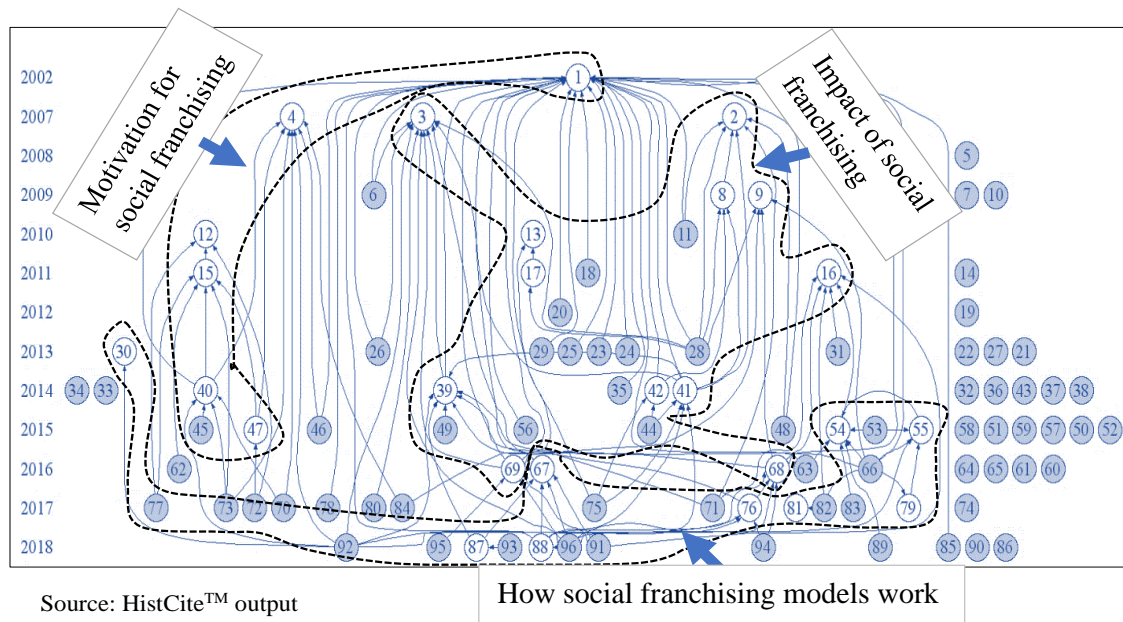 Motivation for
social franchising
Impact of social
franchising
2002 1
2007 4 3 2
2008 5
2009 6 8 9 7 10
2010 12 13 11
2011 15 17 18 16 14
2012 20 19
2013 30 26 29 25 23 24 28 31 22 27 21
2014 34 33 40 39 35 42 41 32 36 43 37 38
2015 45 47 46 49 56 44 48 54 53 55 58 51 59 57 50 52
2016 62 69 67 68 63 66 64 65 61 60
2017 77 73 72 70 78 80 84 75 71 76 81 82 83 79 74
2018 92 95 87 93 88 96 91 94 89 85 90 86
How social franchising models work
Source: HistCite™ output